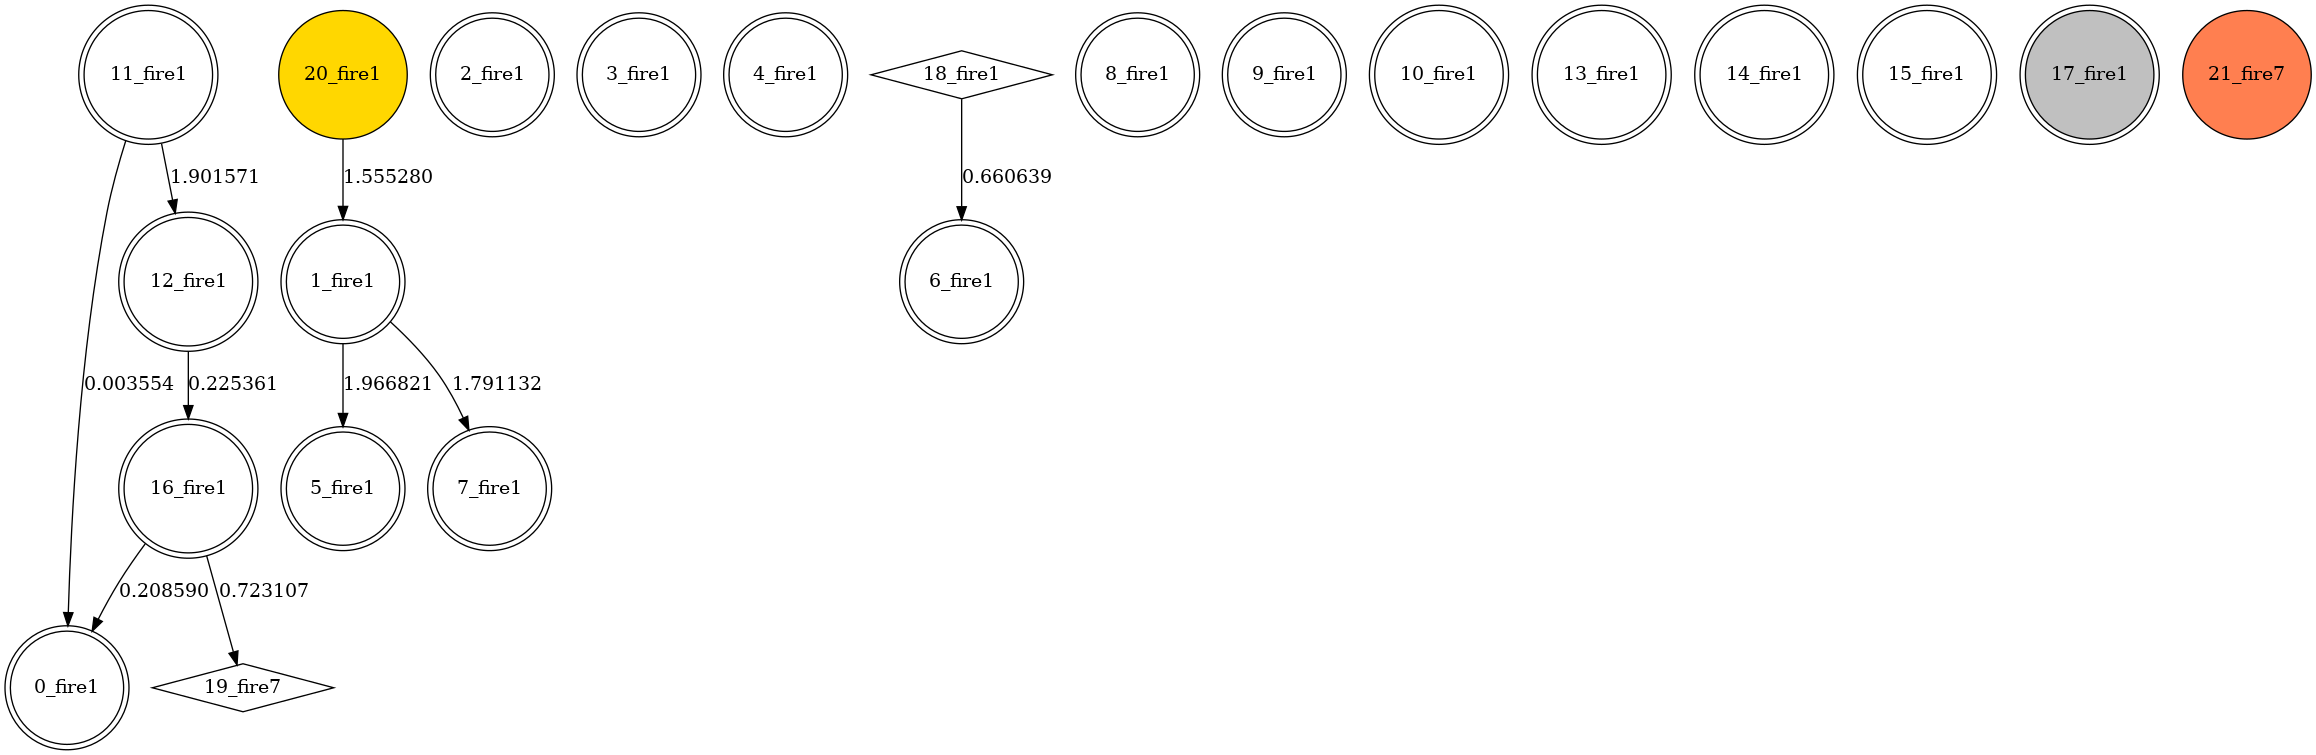 11_fire1
20_fire1
2_fire1
3_fire1
4_fire1
18_fire1
8_fire1
9_fire1
10_fire1
13_fire1
14_fire1
15_fire1
17_fire1
21_fire7
1.901571
1.555280
0.660639
12_fire1
1_fire1
6_fire1
0.003554
0.225361
1.966821
1.791132
16_fire1
5_fire1
7_fire1
0.208590
0.723107
0_fire1
19_fire7